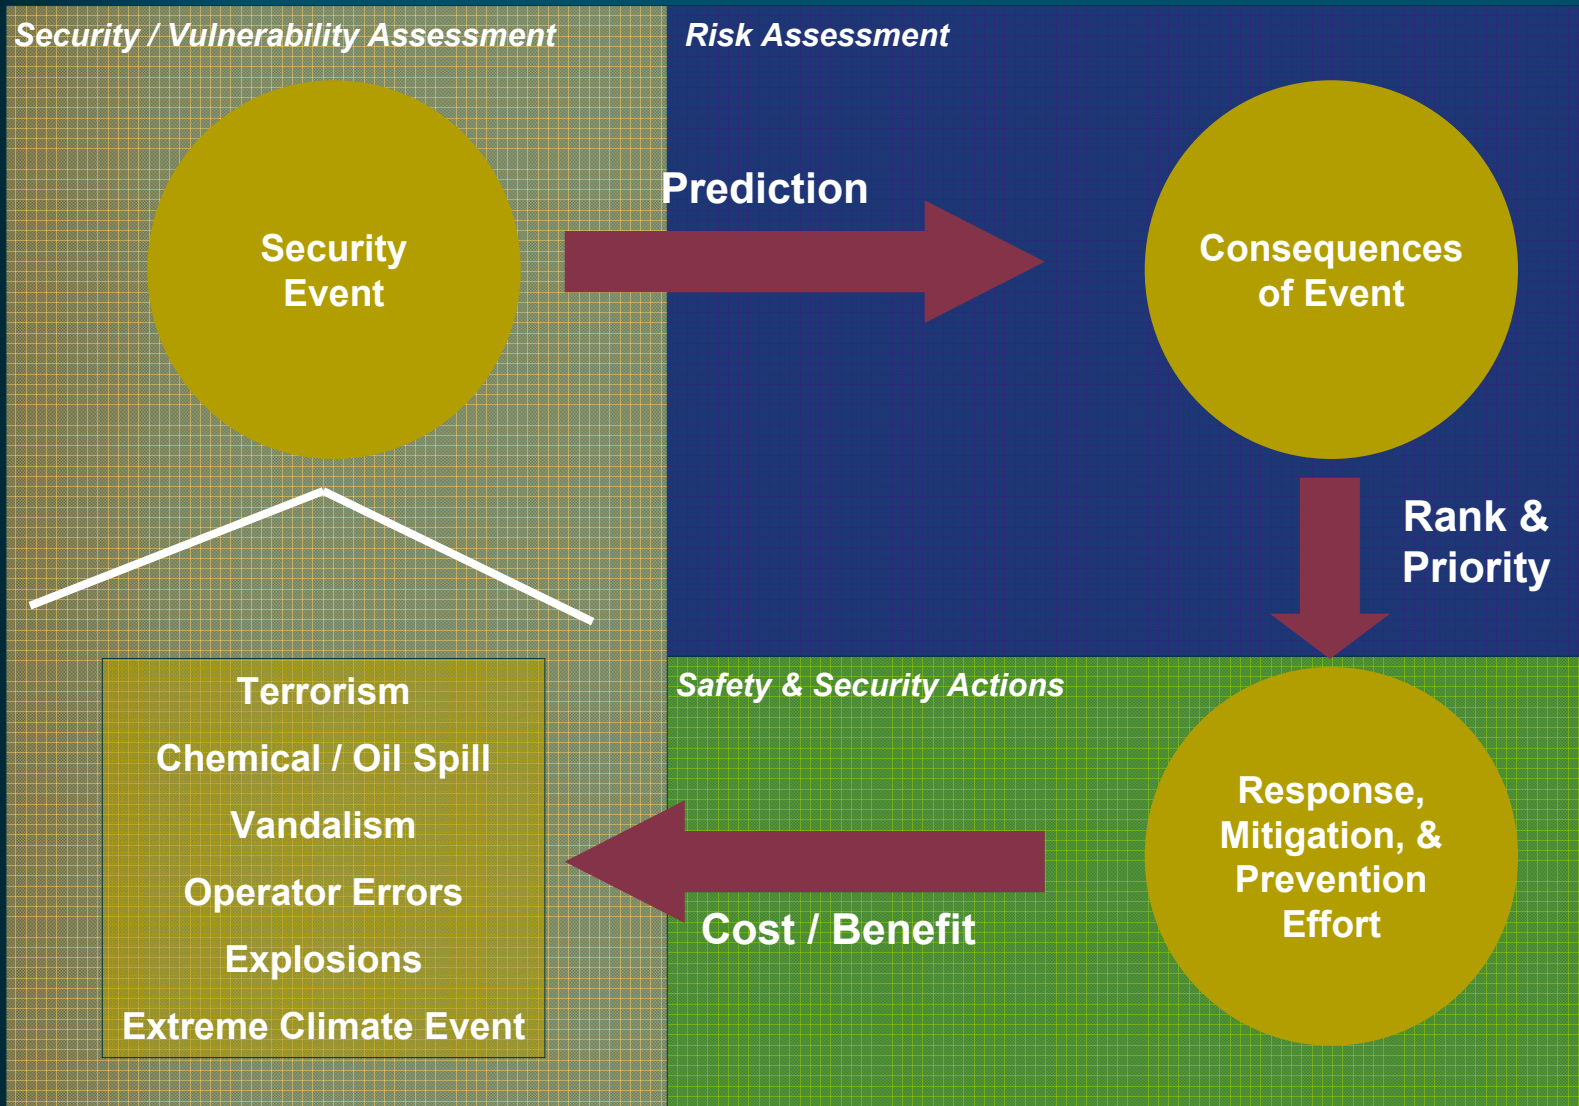 Security / Vulnerability Assessment
Security
Event
Terrorism
Chemical / Oil Spill
Vandalism
Operator Errors
Explosions
Extreme Climate Event
Risk Assessment
Prediction
Consequences
of Event
Rank &
Priority
Safety & Security Actions
Response,
Mitigation, &
Prevention
Effort
Cost / Benefit